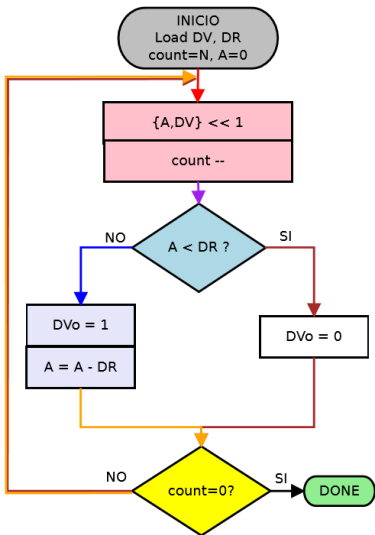 INICIO
Load DV, DR
count=N, A=0
{A,DV} << 1
count --
A < DR ?
NO
SI
DVo = 1
A = A - DR
DVo = 0
count=0?
NO
SI
DONE